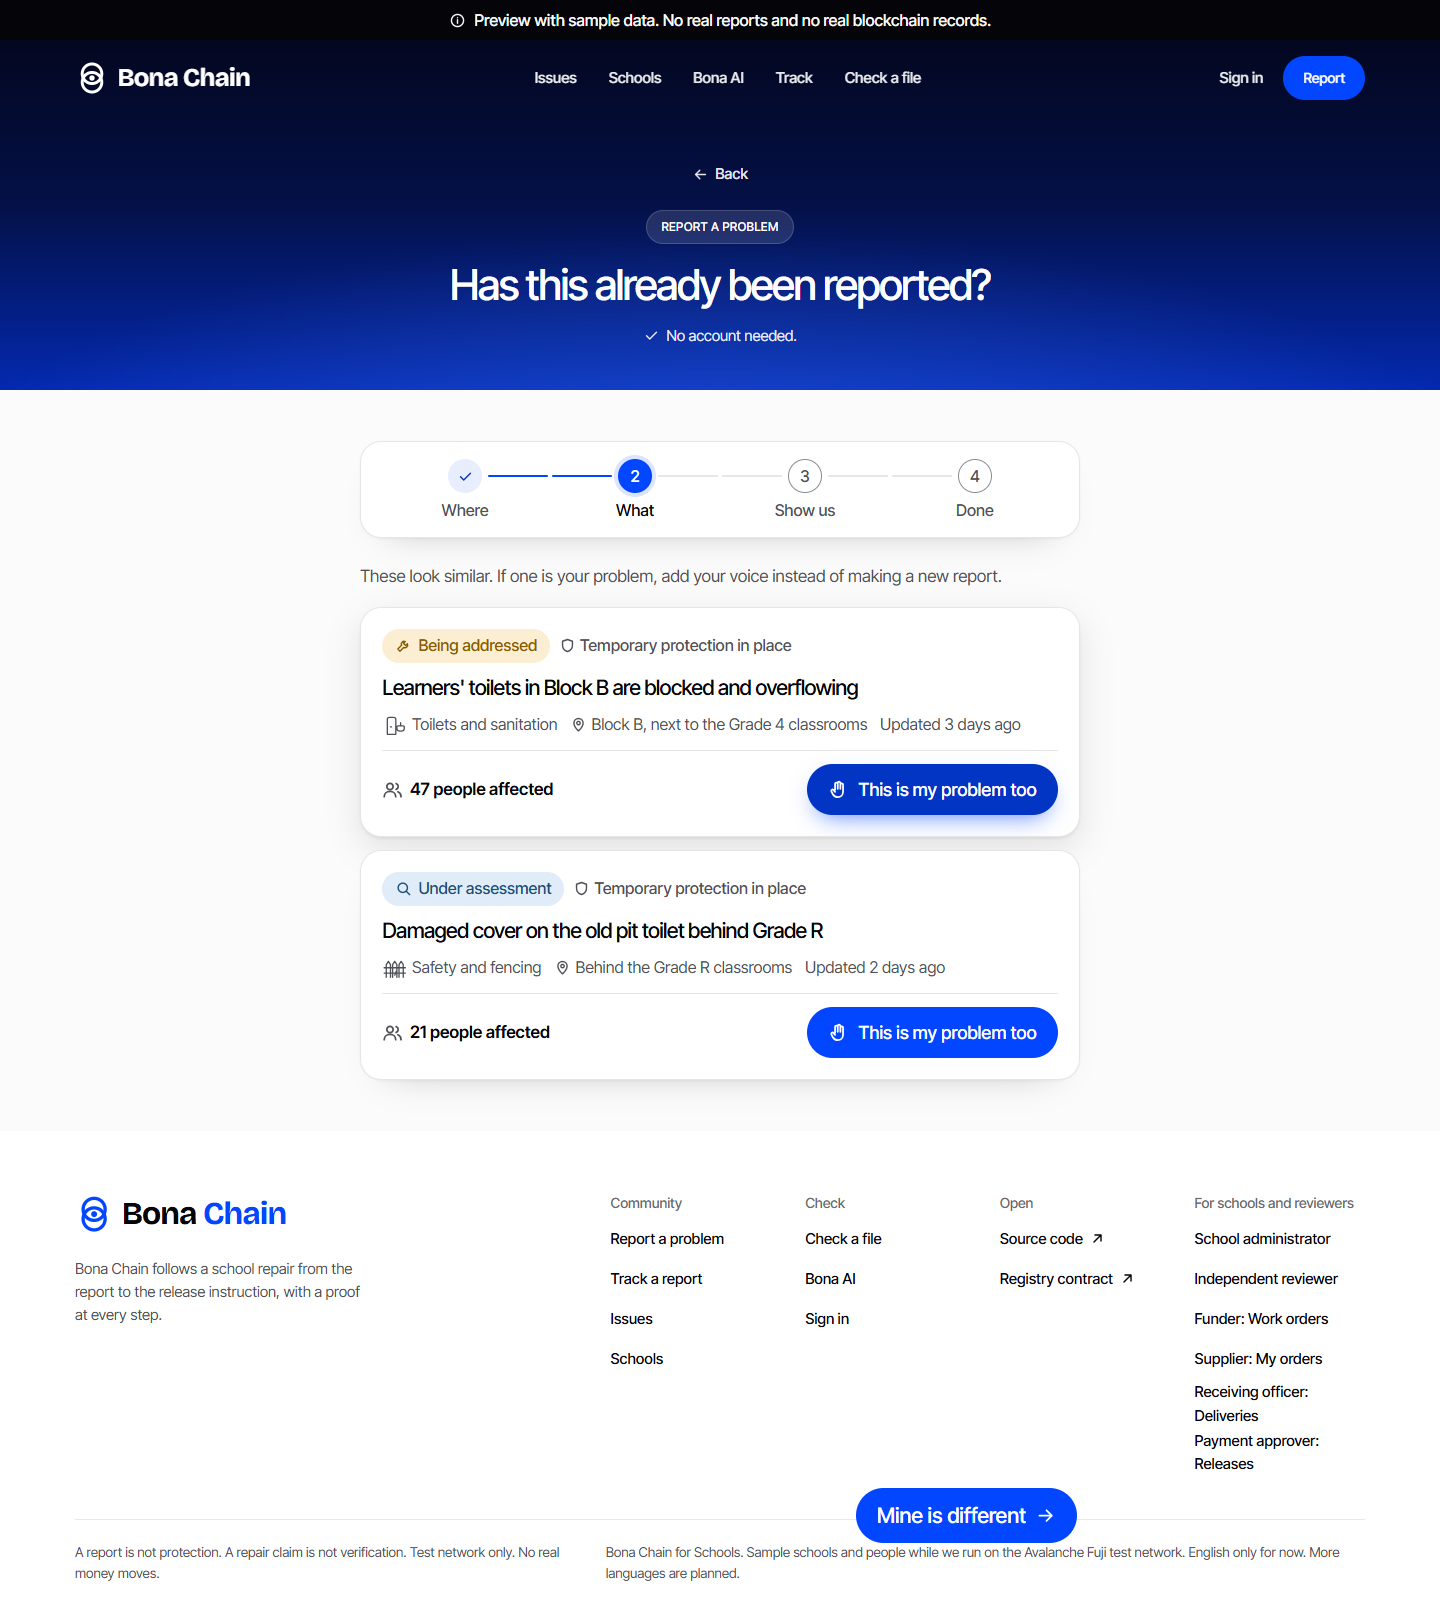 Preview with sample data. No real reports and no real blockchain records.
Bona Chain
Issues
Schools
Bona AI
Track
Check a file
Sign in
Report
Back
REPORT A PROBLEM
Has this already been reported?
No account needed.
2
3
4
Where
What
Show us
Done
These look similar. If one is your problem, add your voice instead of making a new report.
Being addressed
Temporary protection in place
Learners' toilets in Block B are blocked and overflowing
Toilets and sanitation
Block B, next to the Grade 4 classrooms
Updated 3 days ago
47 people affected
This is my problem too
Under assessment
Temporary protection in place
Damaged cover on the old pit toilet behind Grade R
Safety and fencing
Behind the Grade R classrooms
Updated 2 days ago
21 people affected
This is my problem too
Bona Chain
Bona Chain follows a school repair from the
report to the release instruction, with a proof
at every step.
Community
Report a problem
Track a report
Issues
Schools
Check
Check a file
Bona AI
Sign in
Open
Source code
Registry contract
For schools and reviewers
School administrator
Independent reviewer
Funder: Work orders
Supplier: My orders
Receiving officer:
Deliveries
Payment approver:
Releases
Mine is different
A report is not protection. A repair claim is not verification. Test network only. No real
money moves.
Bona Chain for Schools. Sample schools and people while we run on the Avalanche Fuji test network. English only for now. More
languages are planned.